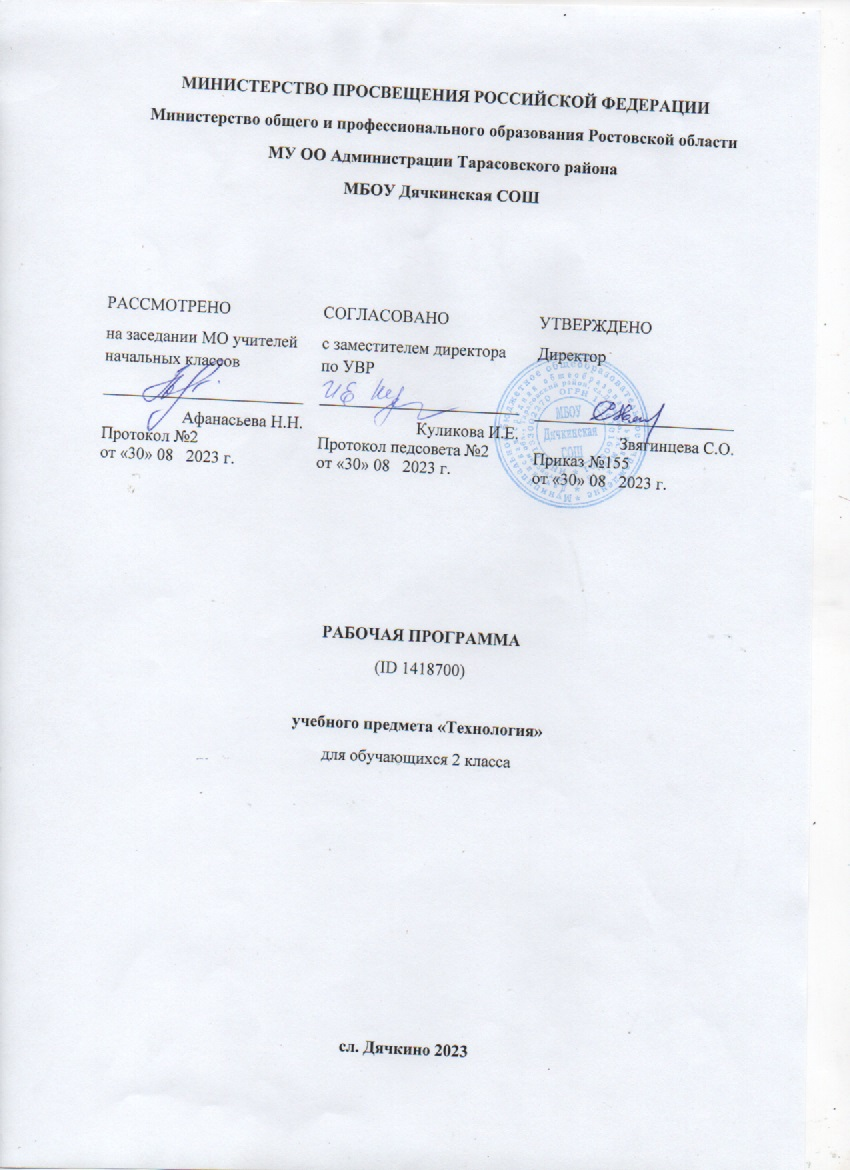 МИНИСТЕРСТВО ПРОСВЕЩЕНИЯ РОССИЙСКОЙ ФЕДЕРАЦИИ
Министерство общего и профессионального образования Ростовской области
МУ ОО Администрации Тарасовского района
МБОУ Дячкинская СОШ
РАССМОТРЕНО
на заседании МО учителей
начальных классов
Афанасьева Н.Н.
Протокол №2
от «30» 08 2023 г.
СОГЛАСОВАНО
с заместителем директора
по УВР
Куликова И.Е.
Протокол педсовета №2
от «30» 08 2023 г.
УТВЕРЖДЕНО
Директор
Звягинцева С.О.
Приказ №155
от «30» 08 2023 г.
МБОУ
Дячкинская
СОШ
РАБОЧАЯ ПРОГРАММА
(ID 1418700)
учебного предмета «Технология»
для обучающихся 2 класса
сл. Дячкино 2023